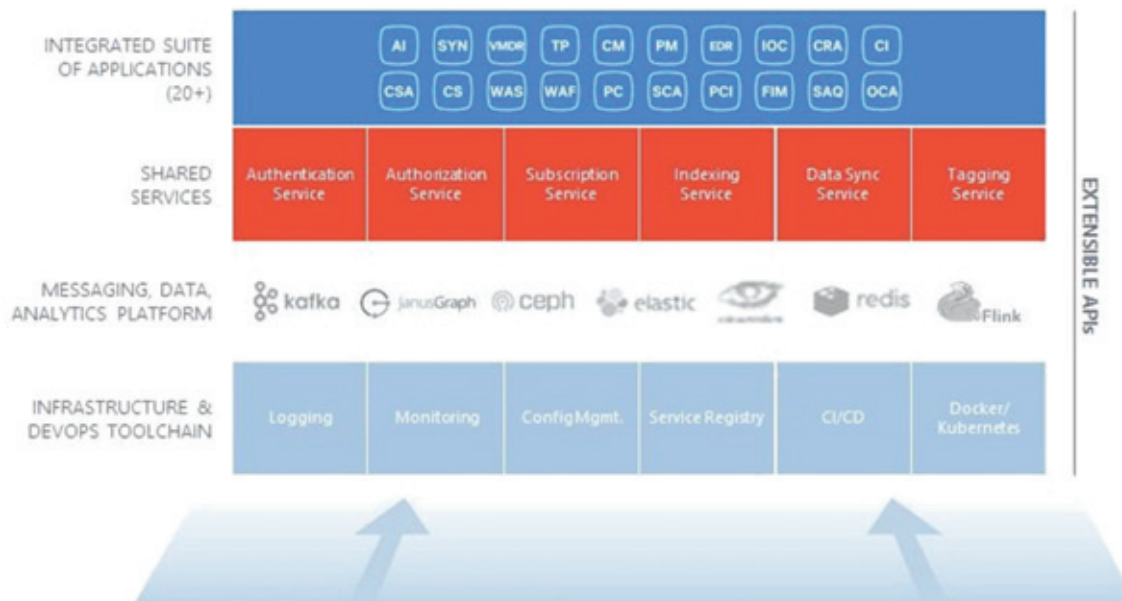 INTEGRATED SUITE
OF APPLICATIONS
(20+)
AI SYN VMDR TP CM PM EDR IOC CRA CI
CSA CS WAS WAF PC SCA PCI FIM SAQ OCA
SHARED
SERVICES
Authentication
Service
Authorization
Service
Subscription
Service
Indexing
Service
Data Sync
Service
Tagging
Service
MESSAGING, DATA,
ANALYTICS PLATFORM
kafka
JanusGraph
ceph
elastic
redis
Flink
INFRASTRUCTURE &
DEVOPS TOOLCHAIN
Logging
Monitoring
Config Mgmt.
Service Registry
CI/CD
Docker/
Kubernetes
EXTENSIBLE APIs